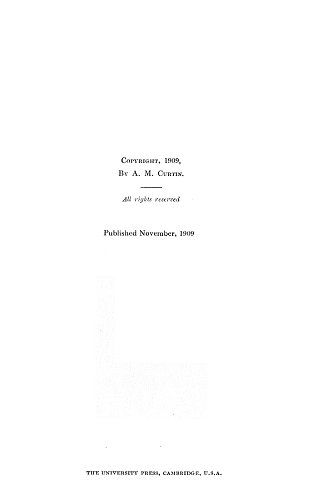 Copyright, 1909,
By A. M. Curtin.
All rights reserved
Published November, 1909
THE UNIVERSITY PRESS, CAMBRIDGE, U.S.A.